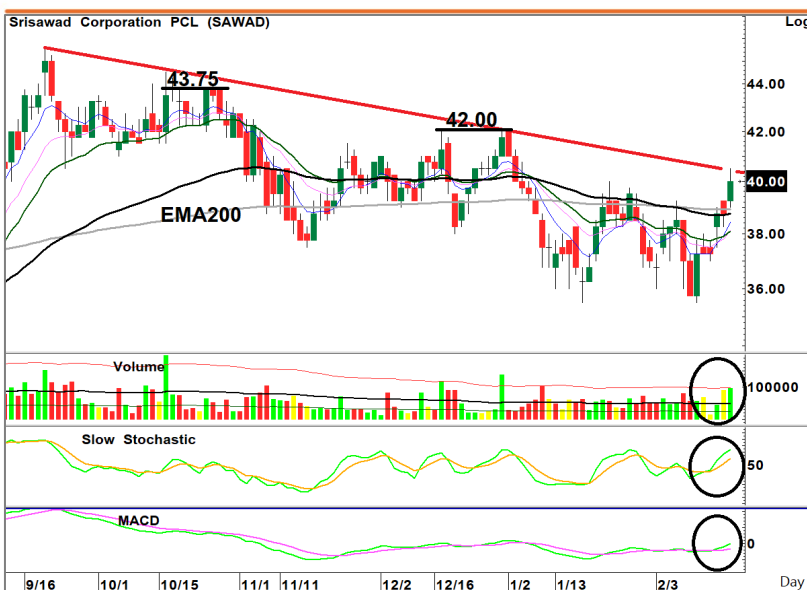 Srisawad Corporation PCL (SAWAD) Log
43.75
44.00
42.00
42.00
40.00
EMA200
38.00
36.00
Volume
100000
Slow Stochastic
50
MACD
0
9/16 10/1 10/15 11/1 11/11 12/2 12/16 1/2 1/13 2/3 Day